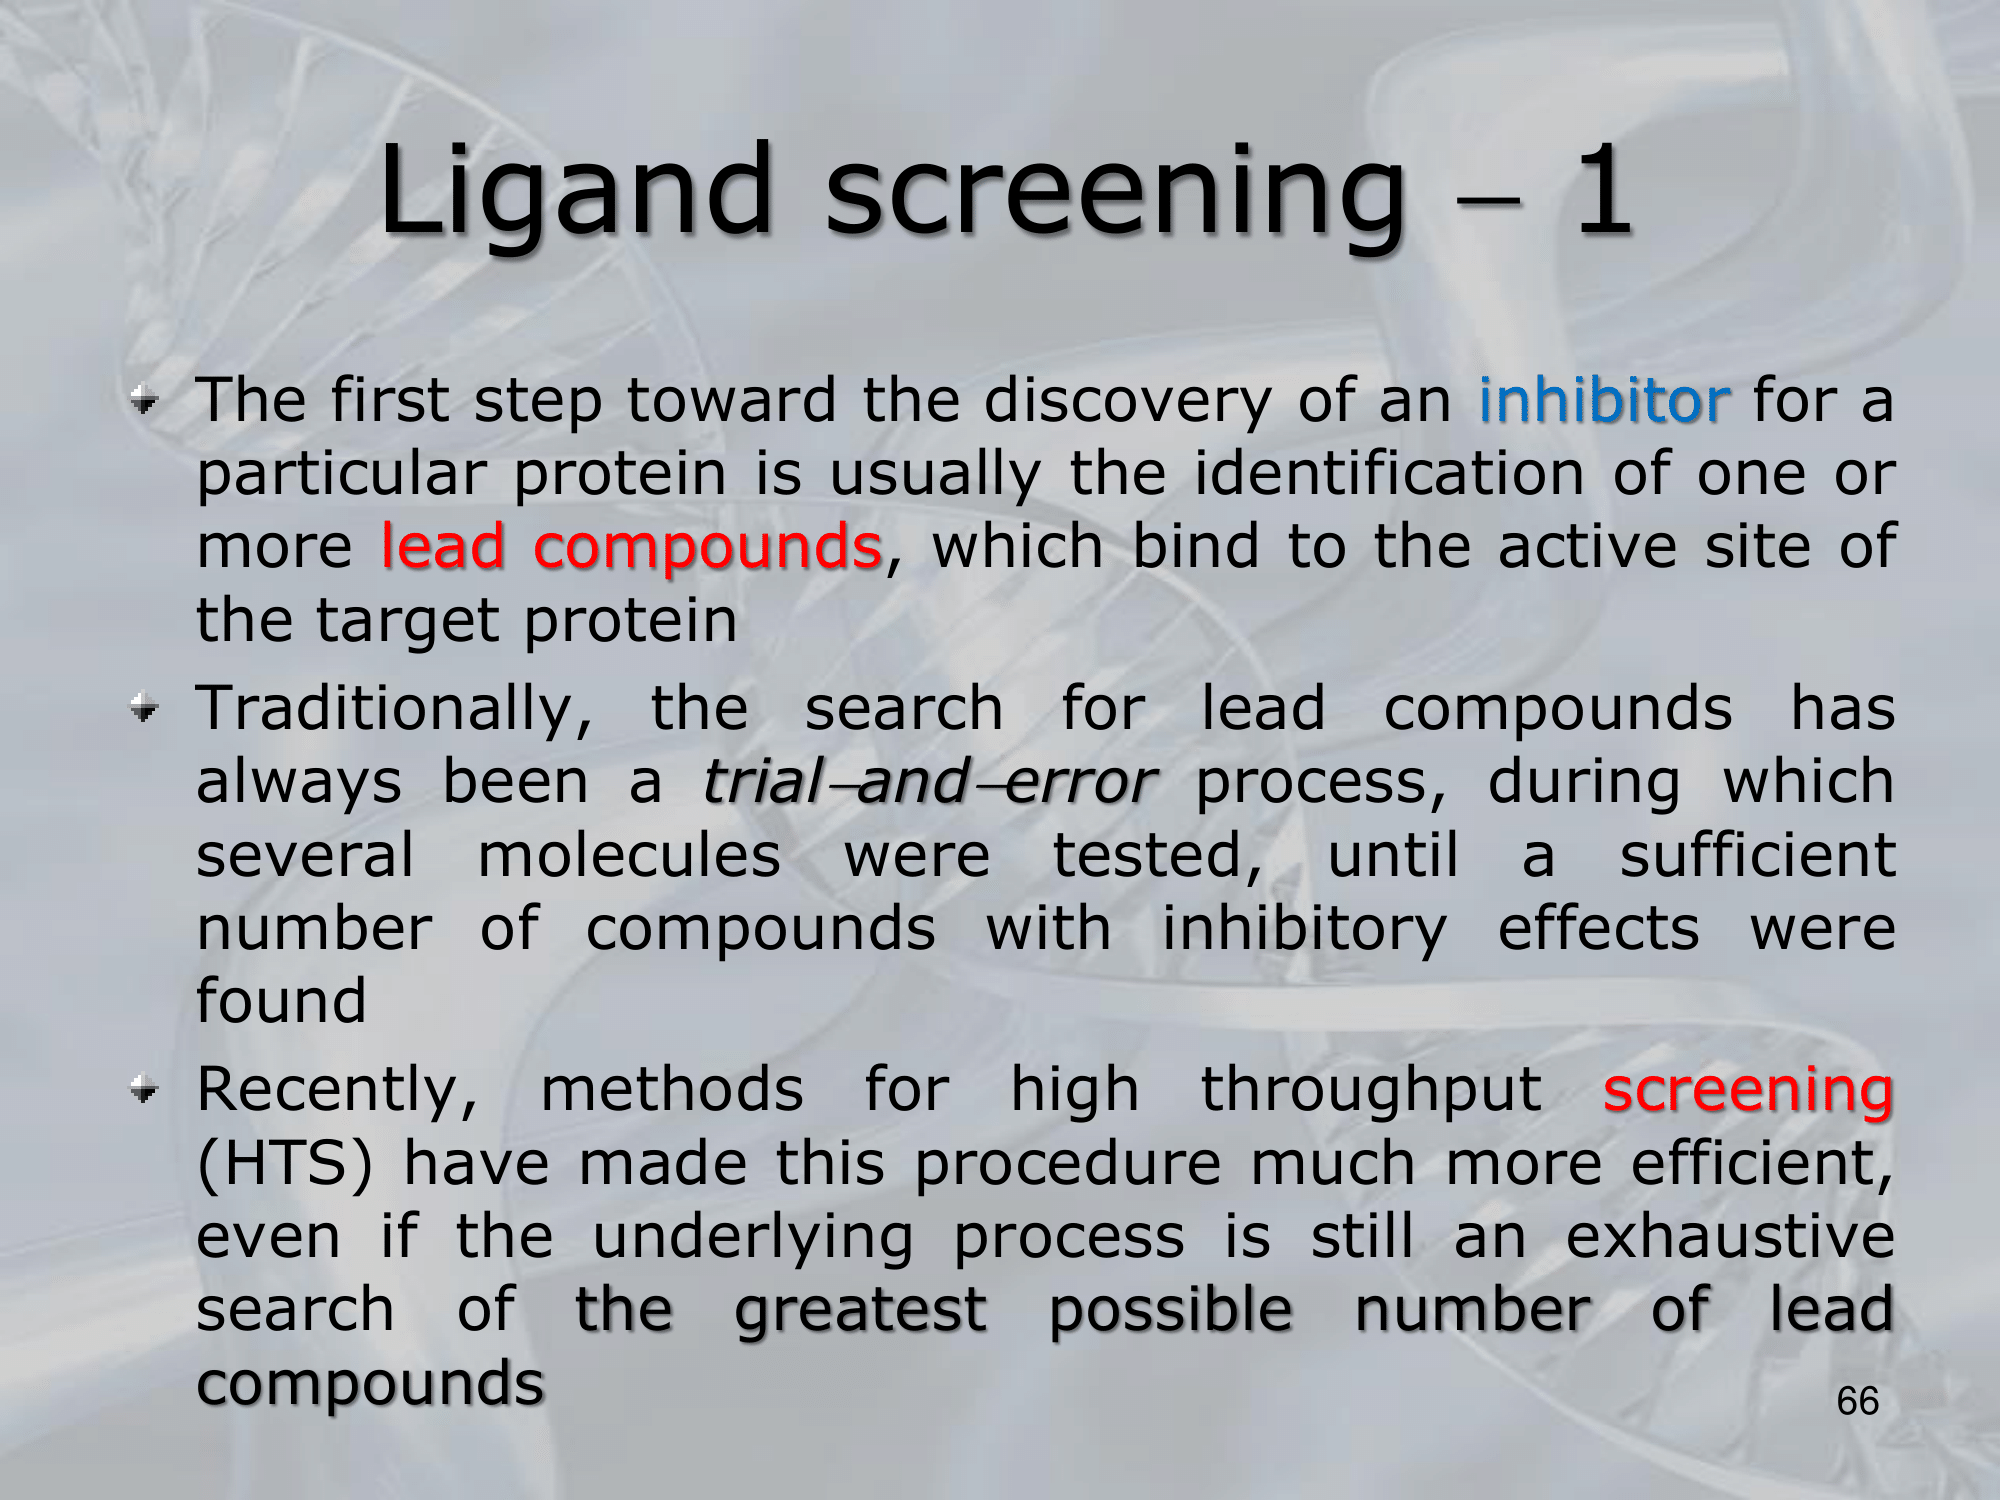 Ligand screening – 1
The first step toward the discovery of an inhibitor for a
particular protein is usually the identification of one or
more lead compounds, which bind to the active site of
the target protein
Traditionally, the search for lead compounds has
always been a trial–and–error process, during which
several molecules were tested, until a sufficient
number of compounds with inhibitory effects were
found
Recently, methods for high throughput screening
(HTS) have made this procedure much more efficient,
even if the underlying process is still an exhaustive
search of the greatest possible number of lead
compounds
66